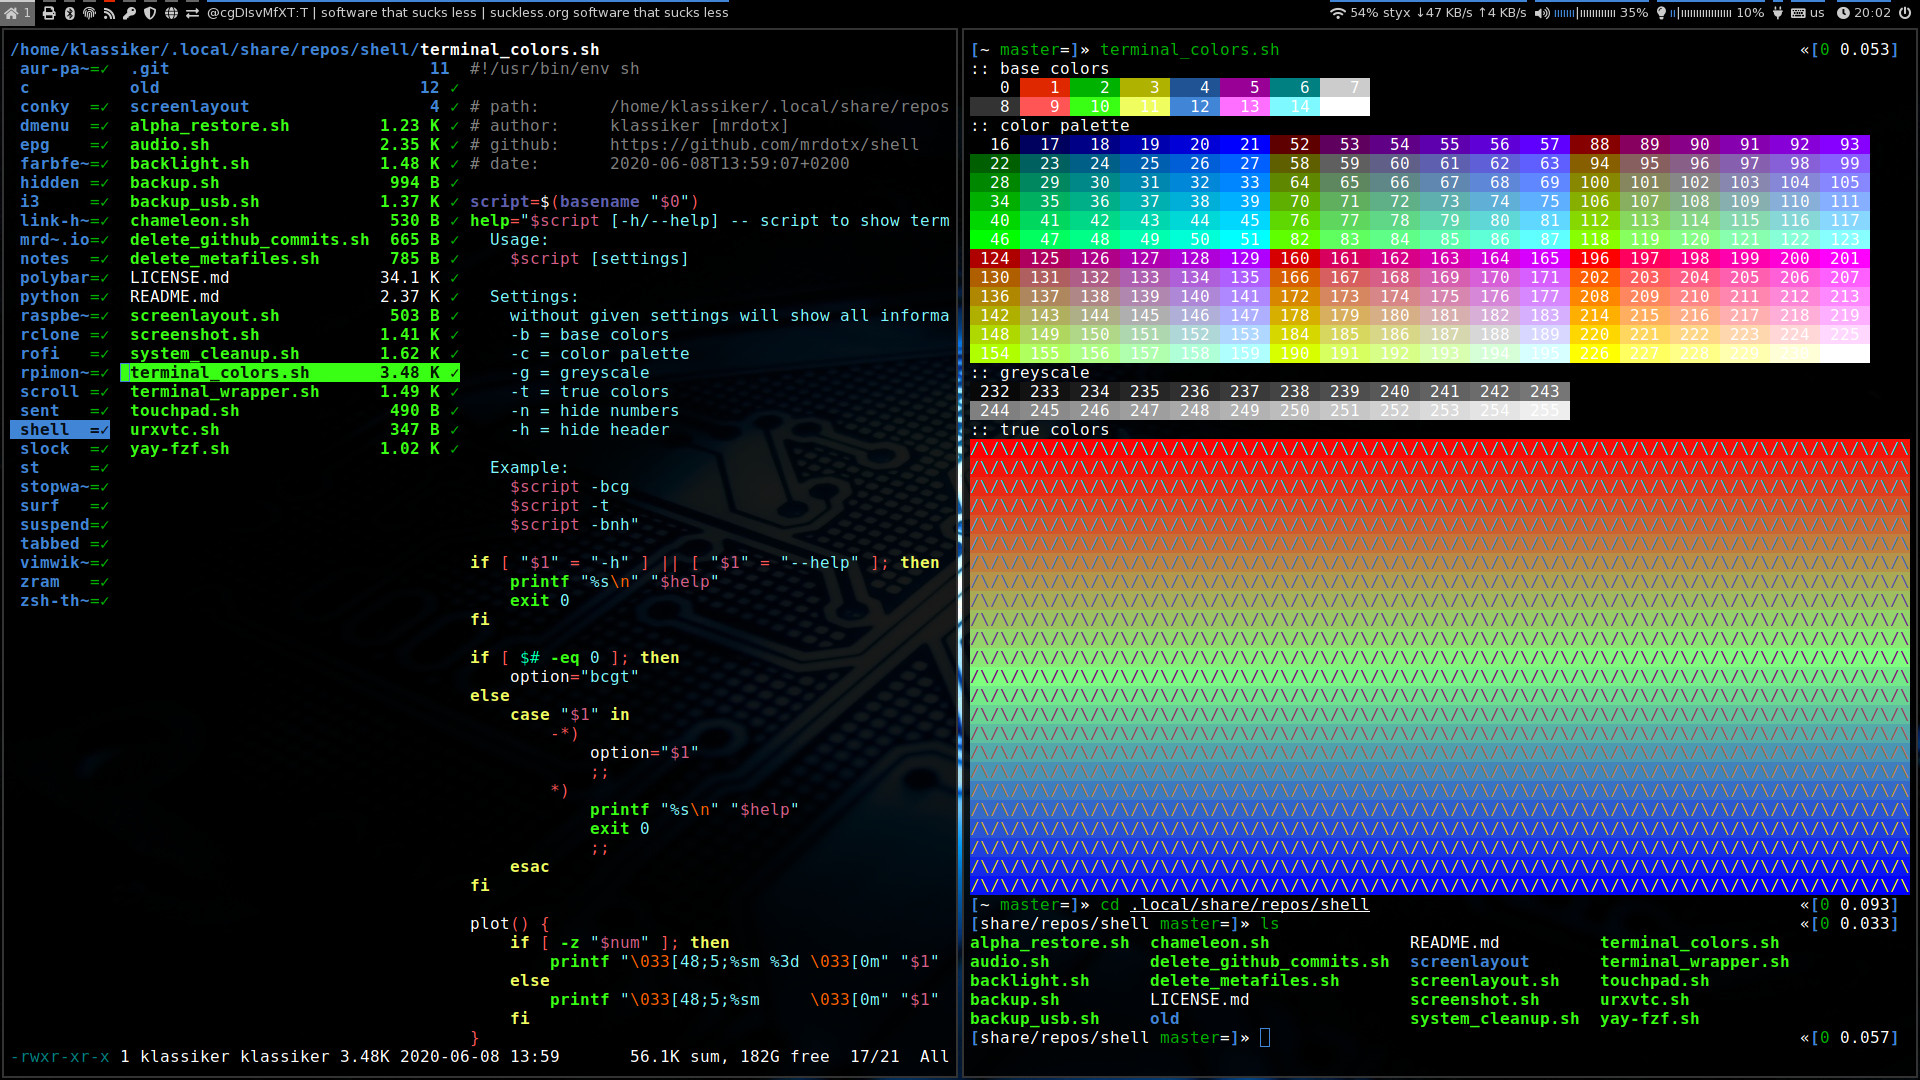 1 @cgDIsvMfXT:T | software that sucks less | suckless.org software that sucks less
54% styx ↓47 KB/s ↑4 KB/s 35% 10% us 20:02
/home/klassiker/.local/share/repos/shell/terminal_colors.sh
aur-pa~=✓ .git 11 #!/usr/bin/env sh
c old 12 ✓
conky =✓ screenlayout 4 ✓ # path: /home/klassiker/.local/share/repos
dmenu =✓ alpha_restore.sh 1.23 K ✓ # author: klassiker [mrdotx]
epg =✓ audio.sh 2.35 K ✓ # github: https://github.com/mrdotx/shell
farbfe~=✓ backlight.sh 1.48 K ✓ # date: 2020-06-08T13:59:07+0200
hidden =✓ backup.sh 994 B ✓
i3 =✓ backup_usb.sh 1.37 K ✓ script=$(basename "$0")
link-h~=✓ chameleon.sh 530 B ✓ help="$script [-h/--help] -- script to show term
mrd~.io=✓ delete_github_commits.sh 665 B ✓ Usage:
notes =✓ delete_metafiles.sh 785 B ✓ $script [settings]
polybar=✓ LICENSE.md 34.1 K ✓
python =✓ README.md 2.37 K ✓ Settings:
raspbe~=✓ screenlayout.sh 503 B ✓ without given settings will show all informa
rclone =✓ screenshot.sh 1.41 K ✓ -b = base colors
rofi =✓ system_cleanup.sh 1.62 K ✓ -c = color palette
rpimon~=✓ terminal_colors.sh 3.48 K ✓ -g = greyscale
scroll =✓ terminal_wrapper.sh 1.49 K ✓ -t = true colors
sent =✓ touchpad.sh 490 B ✓ -n = hide numbers
shell =✓ urxvtc.sh 347 B ✓ -h = hide header
slock =✓ yay-fzf.sh 1.02 K ✓
st =✓ Example:
stopwa~=✓ $script -bcg
surf =✓ $script -t
suspend=✓ $script -bnh"
tabbed =✓
vimwik~=✓ if [ "$1" = "-h" ] || [ "$1" = "--help" ]; then
zram =✓ printf "%s\n" "$help"
zsh-th~=✓ exit 0
fi
if [ $# -eq 0 ]; then
option="bcgt"
else
case "$1" in
-*)
option="$1"
;;
*)
printf "%s\n" "$help"
exit 0
;;
esac
fi
plot() {
if [ -z "$num" ]; then
printf "\033[48;5;%sm %3d \033[0m" "$1"
else
printf "\033[48;5;%sm \033[0m" "$1"
fi
}
-rwxr-xr-x 1 klassiker klassiker 3.48K 2020-06-08 13:59 56.1K sum, 182G free 17/21 All
[~ master=]» terminal_colors.sh «[0 0.053]
:: base colors
0 1 2 3 4 5 6 7
8 9 10 11 12 13 14
:: color palette
16 17 18 19 20 21 52 53 54 55 56 57 88 89 90 91 92 93
22 23 24 25 26 27 58 59 60 61 62 63 94 95 96 97 98 99
28 29 30 31 32 33 64 65 66 67 68 69 100 101 102 103 104 105
34 35 36 37 38 39 70 71 72 73 74 75 106 107 108 109 110 111
40 41 42 43 44 45 76 77 78 79 80 81 112 113 114 115 116 117
46 47 48 49 50 51 82 83 84 85 86 87 118 119 120 121 122 123
124 125 126 127 128 129 160 161 162 163 164 165 196 197 198 199 200 201
130 131 132 133 134 135 166 167 168 169 170 171 202 203 204 205 206 207
136 137 138 139 140 141 172 173 174 175 176 177 208 209 210 211 212 213
142 143 144 145 146 147 178 179 180 181 182 183 214 215 216 217 218 219
148 149 150 151 152 153 184 185 186 187 188 189 220 221 222 223 224 225
154 155 156 157 158 159 190 191 192 193 194 195 226 227 228 229
:: greyscale
232 233 234 235 236 237 238 239 240 241 242 243
244 245 246 247 248 249 250 251 252 253 254 255
:: true colors
[~ master=]» cd .local/share/repos/shell «[0 0.093]
[share/repos/shell master=]» ls «[0 0.033]
alpha_restore.sh chameleon.sh README.md terminal_colors.sh
audio.sh delete_github_commits.sh screenlayout terminal_wrapper.sh
backlight.sh delete_metafiles.sh screenlayout.sh touchpad.sh
backup.sh LICENSE.md screenshot.sh urxvtc.sh
backup_usb.sh old system_cleanup.sh yay-fzf.sh
[share/repos/shell master=]» «[0 0.057]